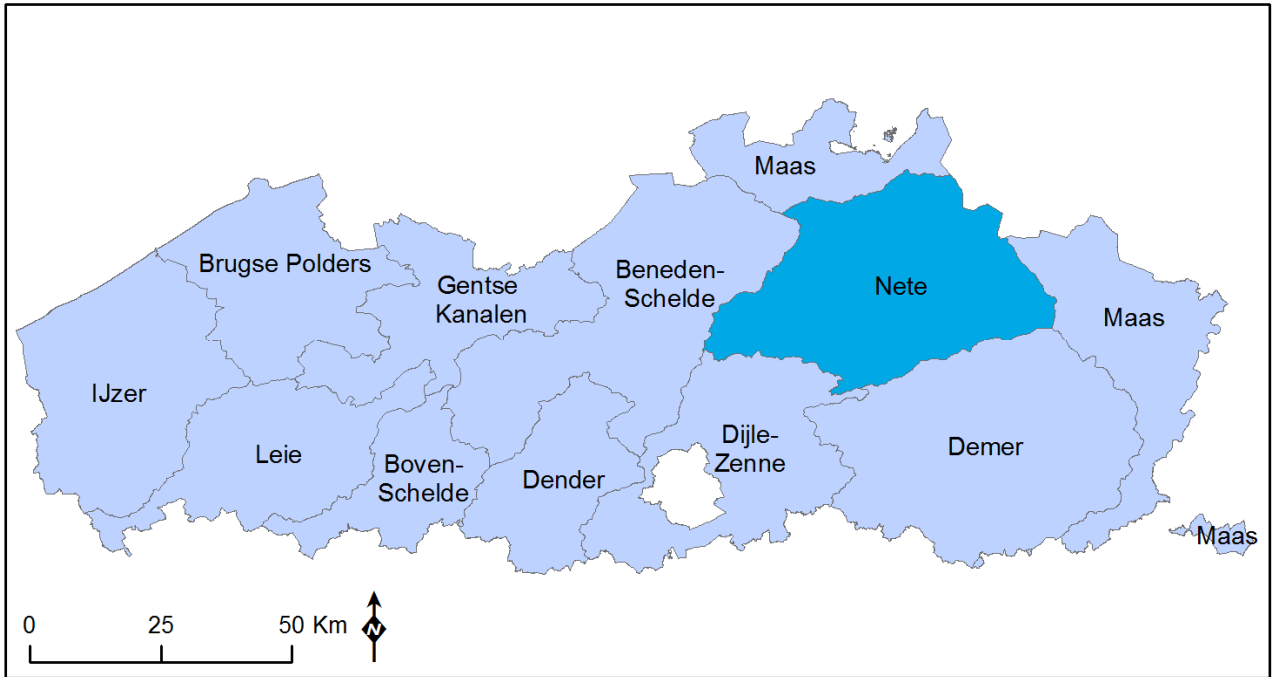 Maas
Brugse Polders
Gentse
Kanalen
Beneden-
Schelde
Nete
Maas
IJzer
Leie
Boven-
Schelde
Dender
Dijle-
Zenne
Demer
Maas
0 25 50 Km
N